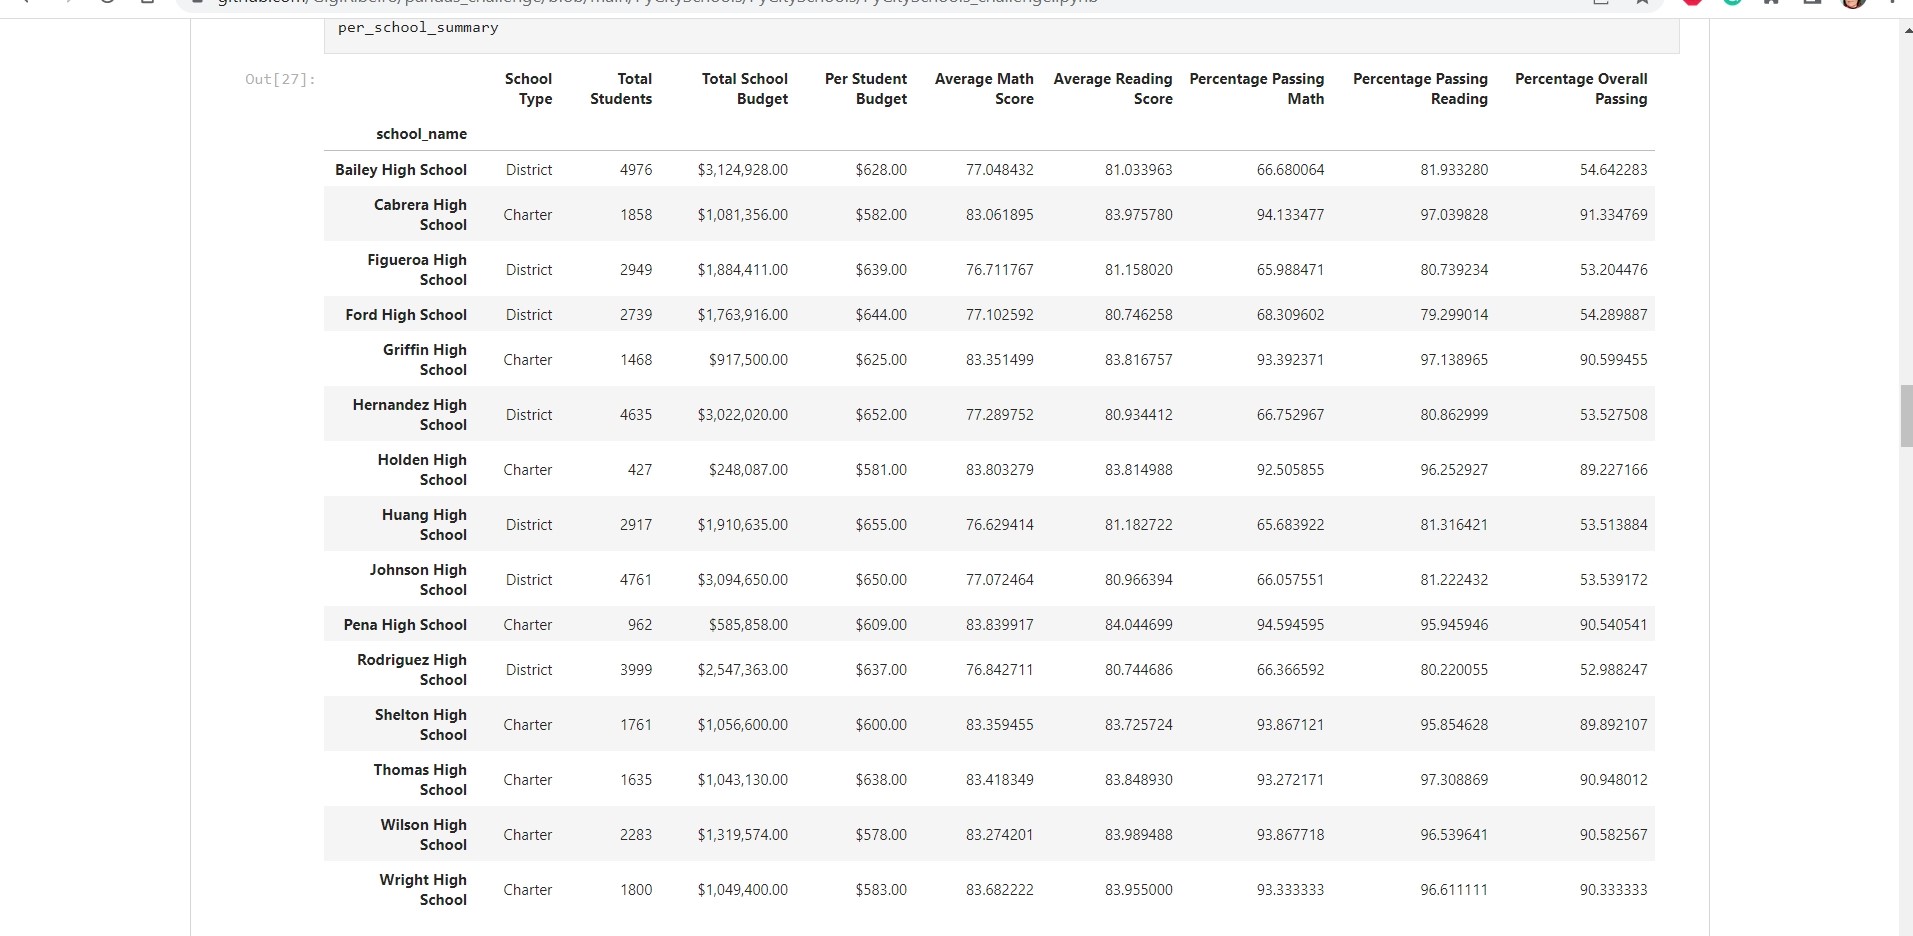 per_school_summary
Out[27]:
School Type Total Students Total School Budget Per Student Budget Average Math Score Average Reading Score Percentage Passing Math Percentage Passing Reading Percentage Overall Passing
school_name
Bailey High School District 4976 $3,124,928.00 $628.00 77.048432 81.033963 66.680064 81.933280 54.642283
Cabrera High School Charter 1858 $1,081,356.00 $582.00 83.061895 83.975780 94.133477 97.039828 91.334769
Figueroa High School District 2949 $1,884,411.00 $639.00 76.711767 81.158020 65.988471 80.739234 53.204476
Ford High School District 2739 $1,763,916.00 $644.00 77.102592 80.746258 68.309602 79.299014 54.289887
Griffin High School Charter 1468 $917,500.00 $625.00 83.351499 83.816757 93.392371 97.138965 90.599455
Hernandez High School District 4635 $3,022,020.00 $652.00 77.289752 80.934412 66.752967 80.862999 53.527508
Holden High School Charter 427 $248,087.00 $581.00 83.803279 83.814988 92.505855 96.252927 89.227166
Huang High School District 2917 $1,910,635.00 $655.00 76.629414 81.182722 65.683922 81.316421 53.513884
Johnson High School District 4761 $3,094,650.00 $650.00 77.072464 80.966394 66.057551 81.222432 53.539172
Pena High School Charter 962 $585,858.00 $609.00 83.839917 84.044699 94.594595 95.945946 90.540541
Rodriguez High School District 3999 $2,547,363.00 $637.00 76.842711 80.744686 66.366592 80.220055 52.988247
Shelton High School Charter 1761 $1,056,600.00 $600.00 83.359455 83.725724 93.867121 95.854628 89.892107
Thomas High School Charter 1635 $1,043,130.00 $638.00 83.418349 83.848930 93.272171 97.308869 90.948012
Wilson High School Charter 2283 $1,319,574.00 $578.00 83.274201 83.989488 93.867718 96.539641 90.582567
Wright High School Charter 1800 $1,049,400.00 $583.00 83.682222 83.955000 93.333333 96.611111 90.333333